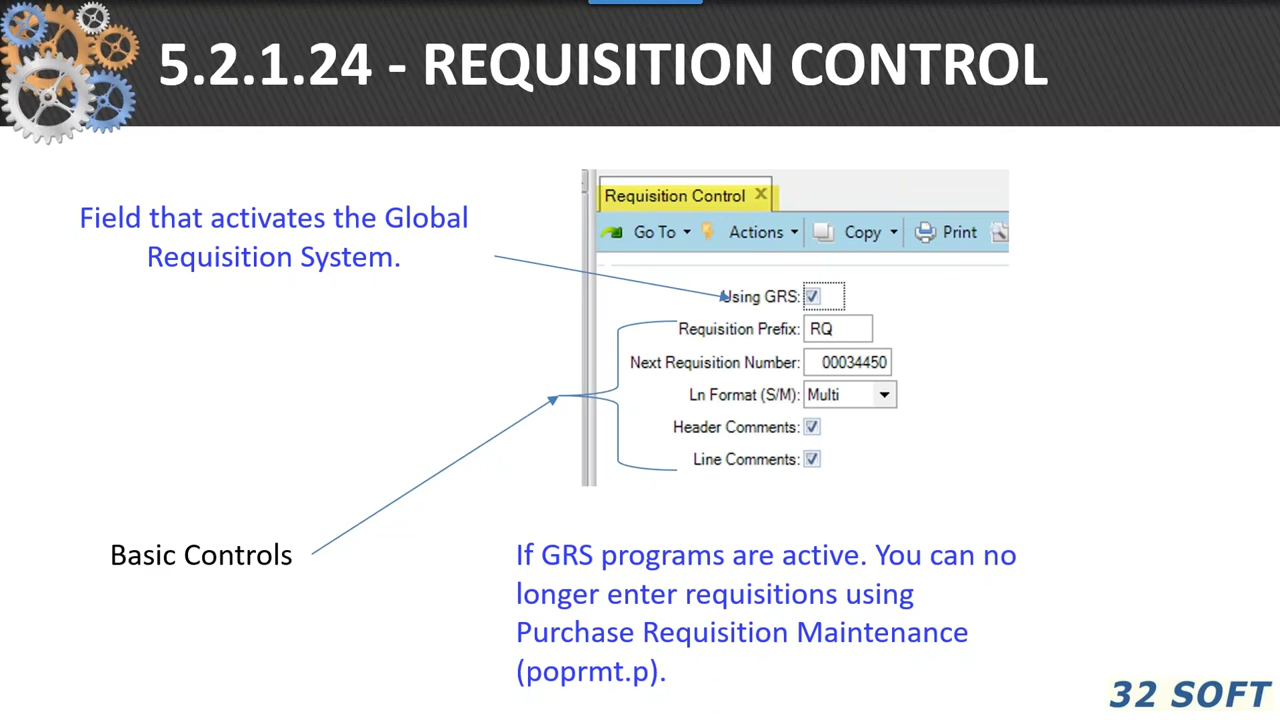 5.2.1.24 - REQUISITION CONTROL
Field that activates the Global
Requisition System.
Requisition Control X
Go To Actions Copy Print
Using GRS:
Requisition Prefix: RQ
Next Requisition Number: 00034450
Ln Format (S/M): Multi
Header Comments:
Line Comments:
Basic Controls
If GRS programs are active. You can no
longer enter requisitions using
Purchase Requisition Maintenance
(poprmt.p).
32 SOFT